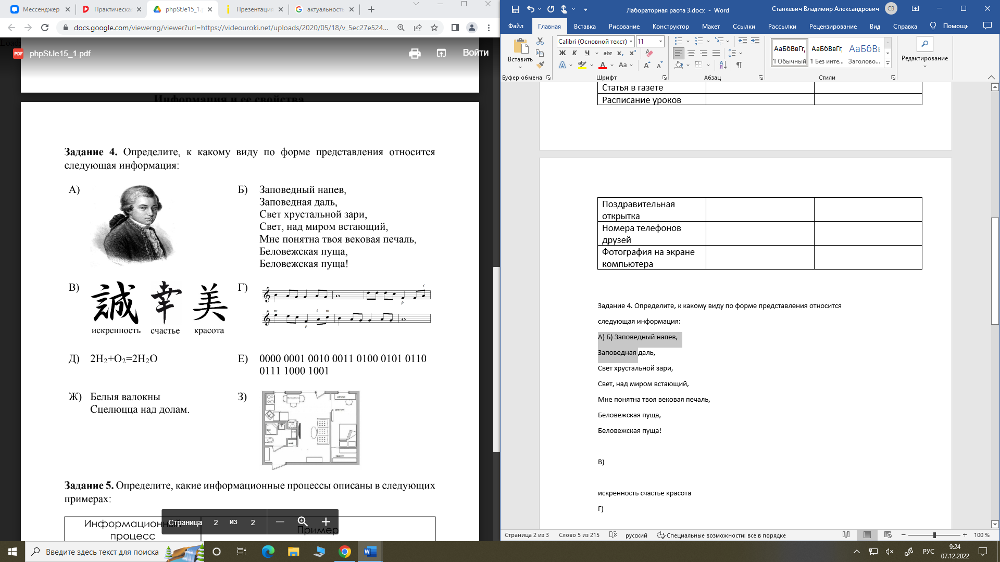 Мессенджер
Практическа
phpStJe15_1.p
Презентация
актуальность
docs.google.com/viewerng/viewer?url=https://videouroki.net/uploads/2020/05/18/v_5ec27e524...
Load.
PDF phpStJe15_1.pdf
Войти
Информация и ее свойства
Задание 4. Определите, к какому виду по форме представления относится
следующая информация:
А)
Б) Заповедный напев,
Заповедная даль,
Свет хрустальной зари,
Свет, над миром встающий,
Мне понятна твоя вековая печаль,
Беловежская пуща,
Беловежская пуща!
В) 誠 幸 美
искренность счастье красота
Г)
i
p
m i m
p
Д) 2H₂+O₂=2H₂O
Е) 0000 0001 0010 0011 0100 0101 0110
0111 1000 1001
Ж) Белыя валокны
Сцелюцца над долам.
З)
Задание 5. Определите, какие информационные процессы описаны в следующих
примерах:
Информационный
процесс
Пример
Страница 2 из 2
Лабораторная раота 3.docx - Word
Станкевич Владимир Александрович
СВ
Файл Главная Вставка Рисование Конструктор Макет Ссылки Рассылки Рецензирование Вид Справка Помощь
Вставить
Буфер обмена
Calibri (Основной текст) 11
Ж К Ч abc x₂ x²
A aby A Aa A A
Шрифт
Абзац
АаБбВвГг, АаБбВвГг, АаБбВв
¶ Обычный ¶ Без инте... Заголово...
Стили
Редактирование
Статья в газете
Расписание уроков
Поздравительная
открытка
Номера телефонов
друзей
Фотография на экране
компьютера
Задание 4. Определите, к какому виду по форме представления относится
следующая информация:
А) Б) Заповедный напев,
Заповедная даль,
Свет хрустальной зари,
Свет, над миром встающий,
Мне понятна твоя вековая печаль,
Беловежская пуща,
Беловежская пуща!
В)
искренность счастье красота
Г)
Страница 2 из 3 Слово 5 из 215 русский Специальные возможности: все в порядке 100 %
Введите здесь текст для поиска
РУС
9:24
07.12.2022